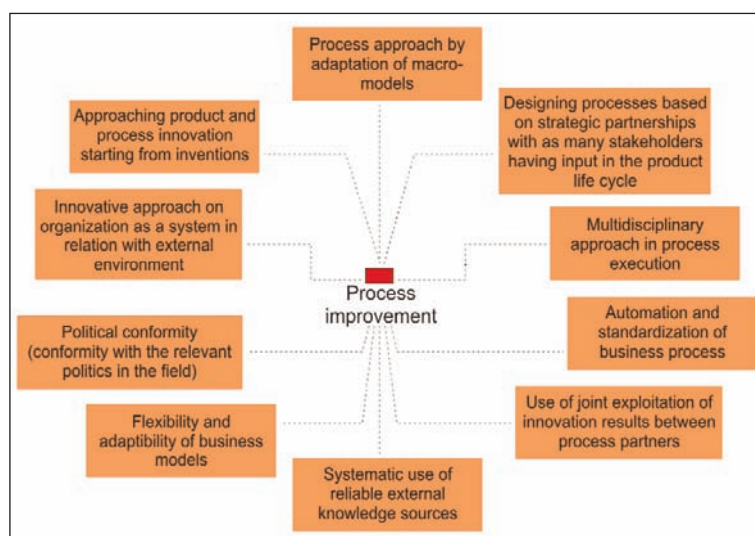 Process approach by
adaptation of macro-
models
Approaching product and
process innovation
starting from inventions
Designing processes based
on strategic partnerships
with as many stakeholders
having input in the product
life cycle
Innovative approach on
organization as a system in
relation with external
environment
Multidisciplinary
approach in process
execution
Process
improvement
Political conformity
(conformity with the relevant
politics in the field)
Automation and
standardization of
business process
Flexibility and
adaptibility of business
models
Use of joint exploitation of
innovation results between
process partners
Systematic use of
reliable external
knowledge sources